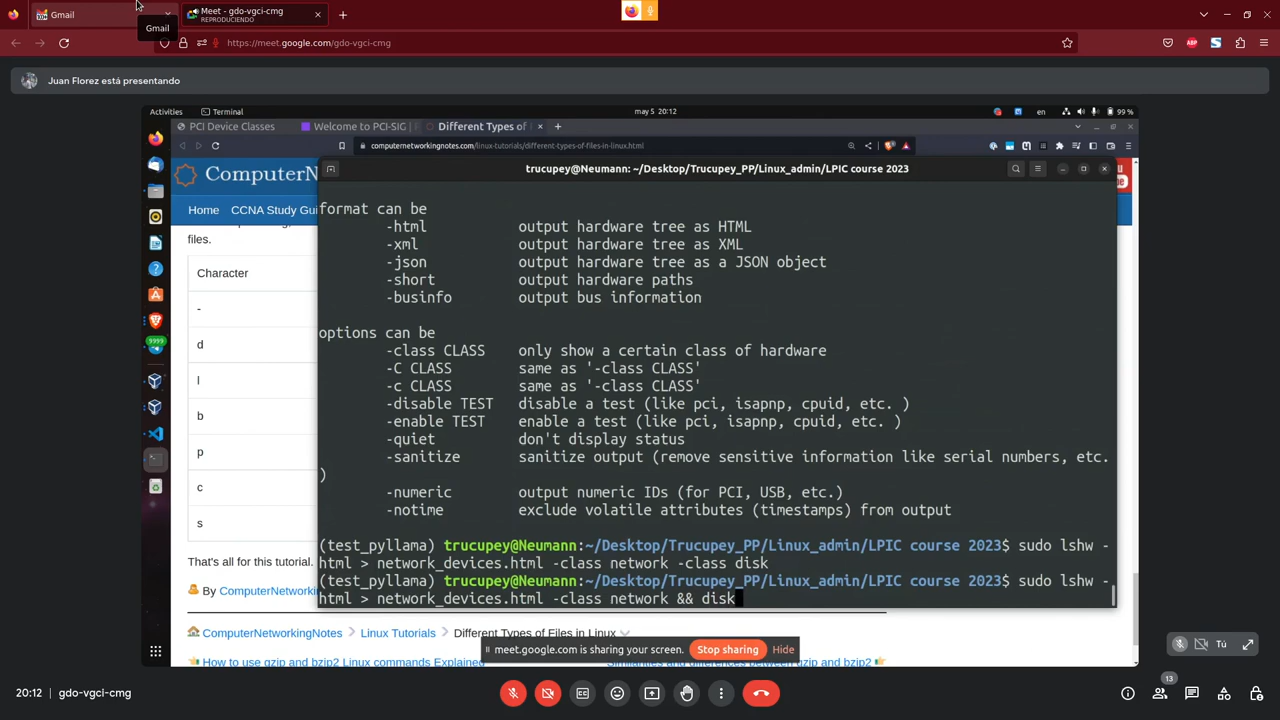 Gmail
Meet - gdo-vgci-cmg
REPRODUCIENDO
Gmail
https://meet.google.com/gdo-vgci-cmg
Juan Florez está presentando
Activities
Terminal
may 5 20:12
en
99 %
PCI Device Classes
Welcome to PCI-SIG |
Different Types of
computernetworkingnotes.com/linux-tutorials/different-types-of-files-in-linux.html
trucupey@Neumann: ~/Desktop/Trucupey_PP/Linux_admin/LPIC course 2023
ComputerN
Home CCNA Study Gui
files.
Character
-
d
l
b
p
c
s
That's all for this tutorial.
By ComputerNetworkin
format can be
-html output hardware tree as HTML
-xml output hardware tree as XML
-json output hardware tree as a JSON object
-short output hardware paths
-businfo output bus information
options can be
-class CLASS only show a certain class of hardware
-C CLASS same as '-class CLASS'
-c CLASS same as '-class CLASS'
-disable TEST disable a test (like pci, isapnp, cpuid, etc. )
-enable TEST enable a test (like pci, isapnp, cpuid, etc. )
-quiet don't display status
-sanitize sanitize output (remove sensitive information like serial numbers, etc.
)
-numeric output numeric IDs (for PCI, USB, etc.)
-notime exclude volatile attributes (timestamps) from output
(test_pyllama) trucupey@Neumann:~/Desktop/Trucupey_PP/Linux_admin/LPIC course 2023$ sudo lshw -
html > network_devices.html -class network -class disk
(test_pyllama) trucupey@Neumann:~/Desktop/Trucupey_PP/Linux_admin/LPIC course 2023$ sudo lshw -
html > network_devices.html -class network && disk
ComputerNetworkingNotes Linux Tutorials Different Types of Files in Linux
How to use gzip and bzip2 Linux commands Explained
Similarities and differences between gzip and bzip2
meet.google.com is sharing your screen. Stop sharing Hide
Tú
20:12 gdo-vgci-cmg
13